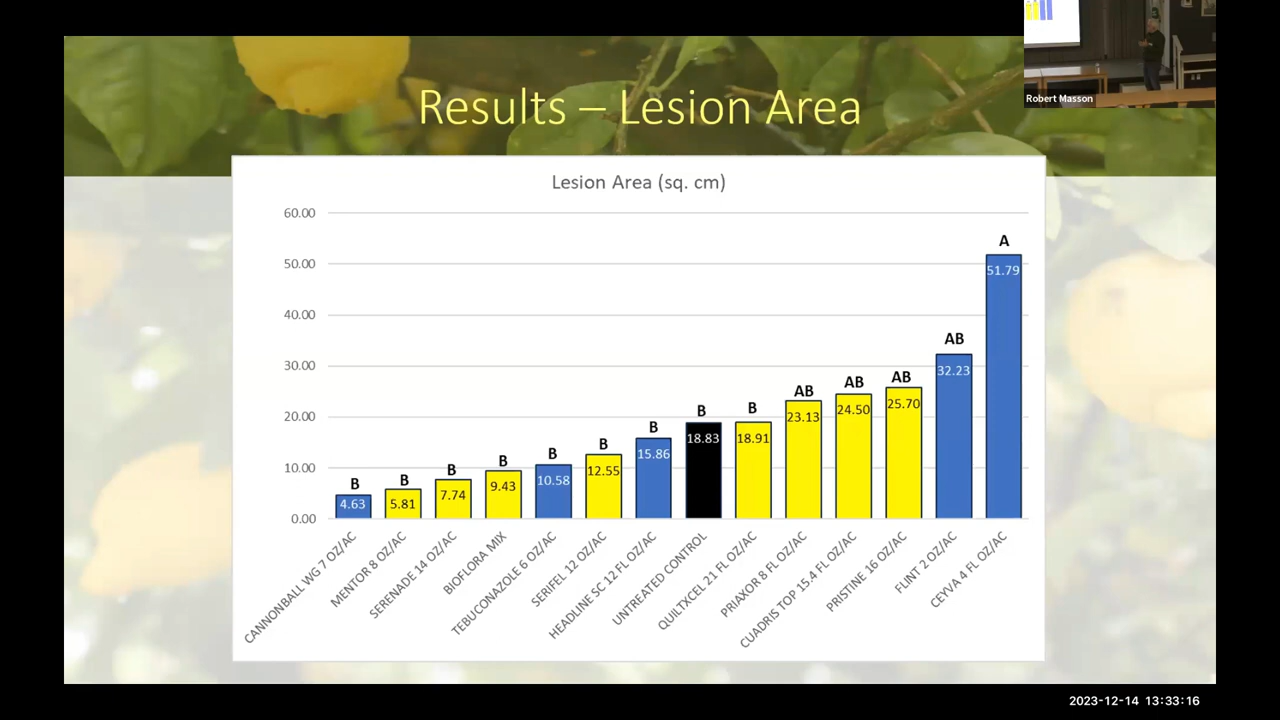 Robert Masson
Results – Lesion Area
Lesion Area (sq. cm)
60.00
50.00
40.00
30.00
20.00
10.00
0.00
B
B
B
B
B
B
B
B
B
AB
AB
AB
AB
A
4.63
5.81
7.74
9.43
10.58
12.55
15.86
18.83
18.91
23.13
24.50
25.70
32.23
51.79
CANNONBALL WG 7 OZ/AC
MENTOR 8 OZ/AC
SERENADE 14 OZ/AC
BIOFLORA MIX
TEBUCONAZOLE 6 OZ/AC
SERIFEL 12 OZ/AC
HEADLINE SC 12 FL OZ/AC
UNTREATED CONTROL
QUILTXCEL 21 FL OZ/AC
PRIAXOR 8 FL OZ/AC
CUADRIS TOP 15.4 FL OZ/AC
PRISTINE 16 OZ/AC
FLINT 2 OZ/AC
CEYVA 4 FL OZ/AC
2023-12-14 13:33:16